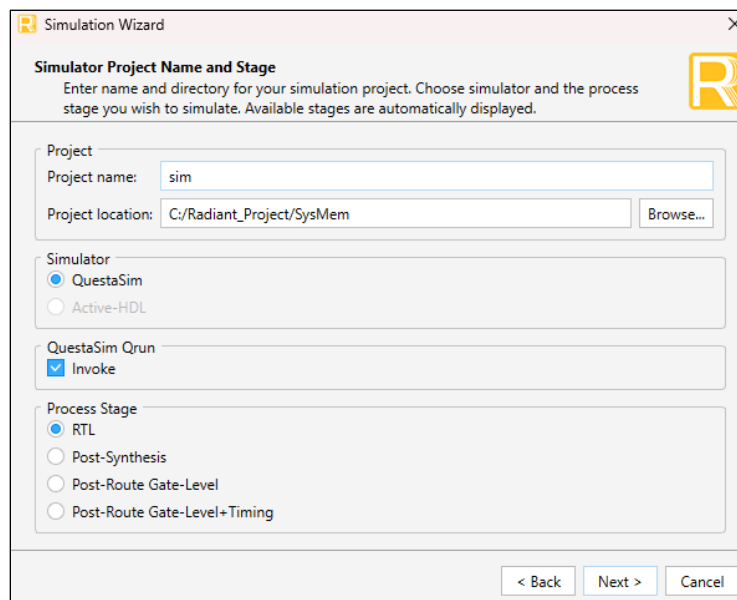 Simulation Wizard
Simulator Project Name and Stage
Enter name and directory for your simulation project. Choose simulator and the process
stage you wish to simulate. Available stages are automatically displayed.
Project
Project name: sim
Project location: C:/Radiant_Project/SysMem Browse...
Simulator
QuestaSim
Active-HDL
QuestaSim Qrun
Invoke
Process Stage
RTL
Post-Synthesis
Post-Route Gate-Level
Post-Route Gate-Level+Timing
< Back Next > Cancel